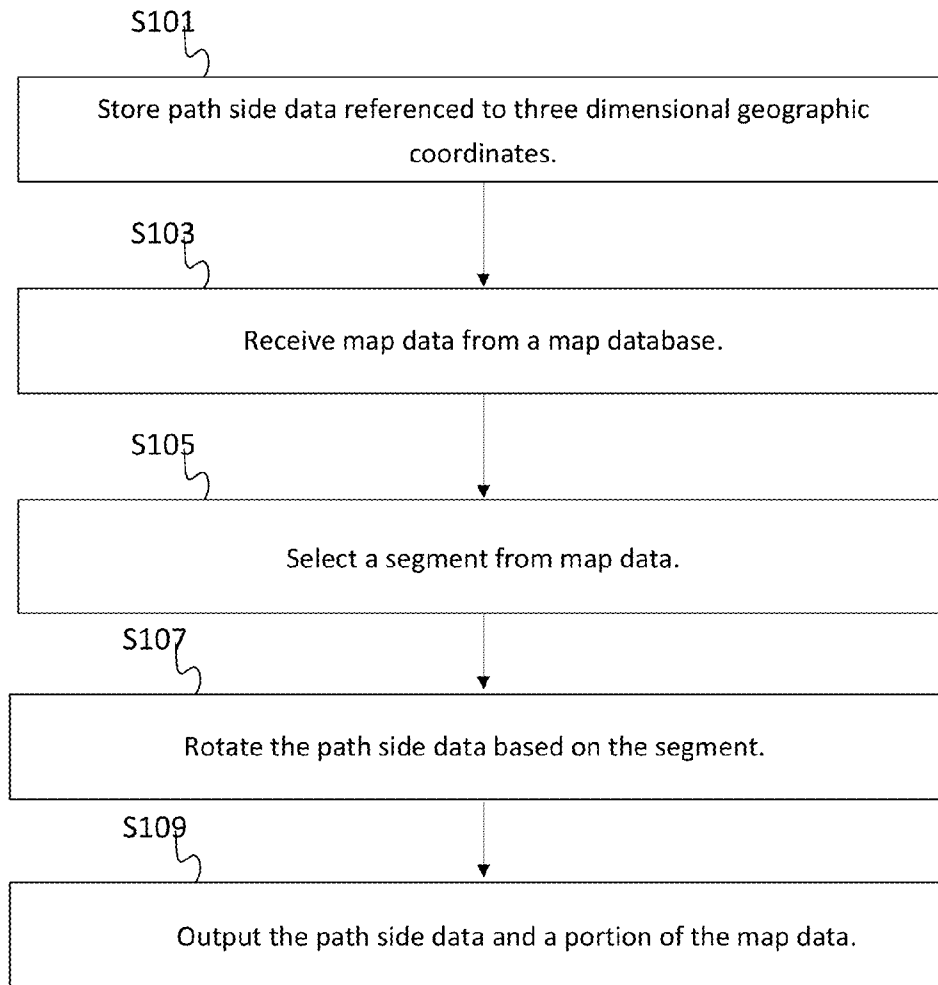 S101
Store path side data referenced to three dimensional geographic
coordinates.
S103
Receive map data from a map database.
S105
Select a segment from map data.
S107
Rotate the path side data based on the segment.
S109
Output the path side data and a portion of the map data.